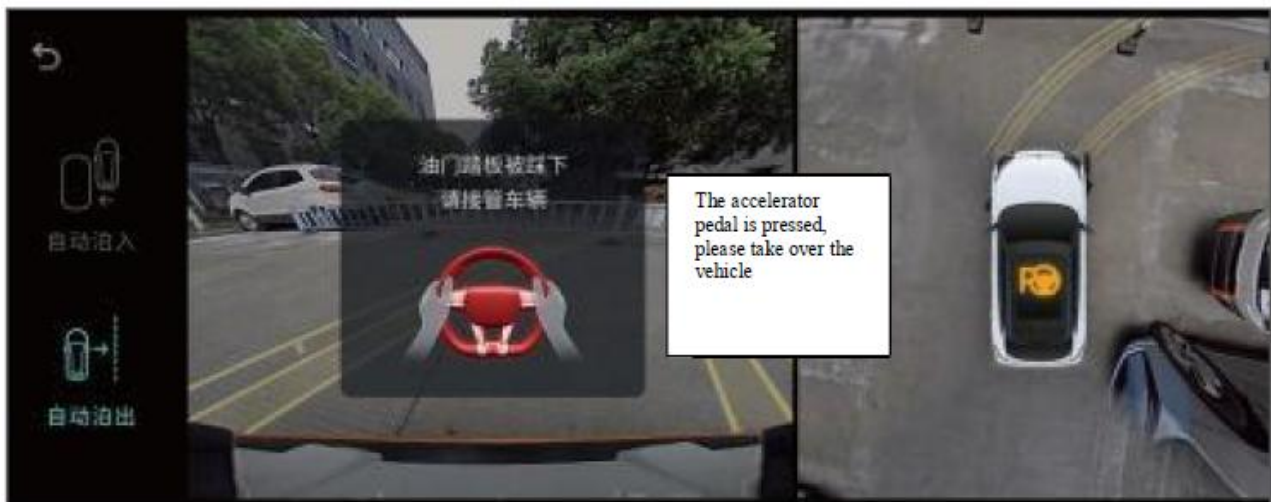 自动泊入
自动泊出
油门踏板被踩下
请接管车辆
The accelerator
pedal is pressed,
please take over the
vehicle